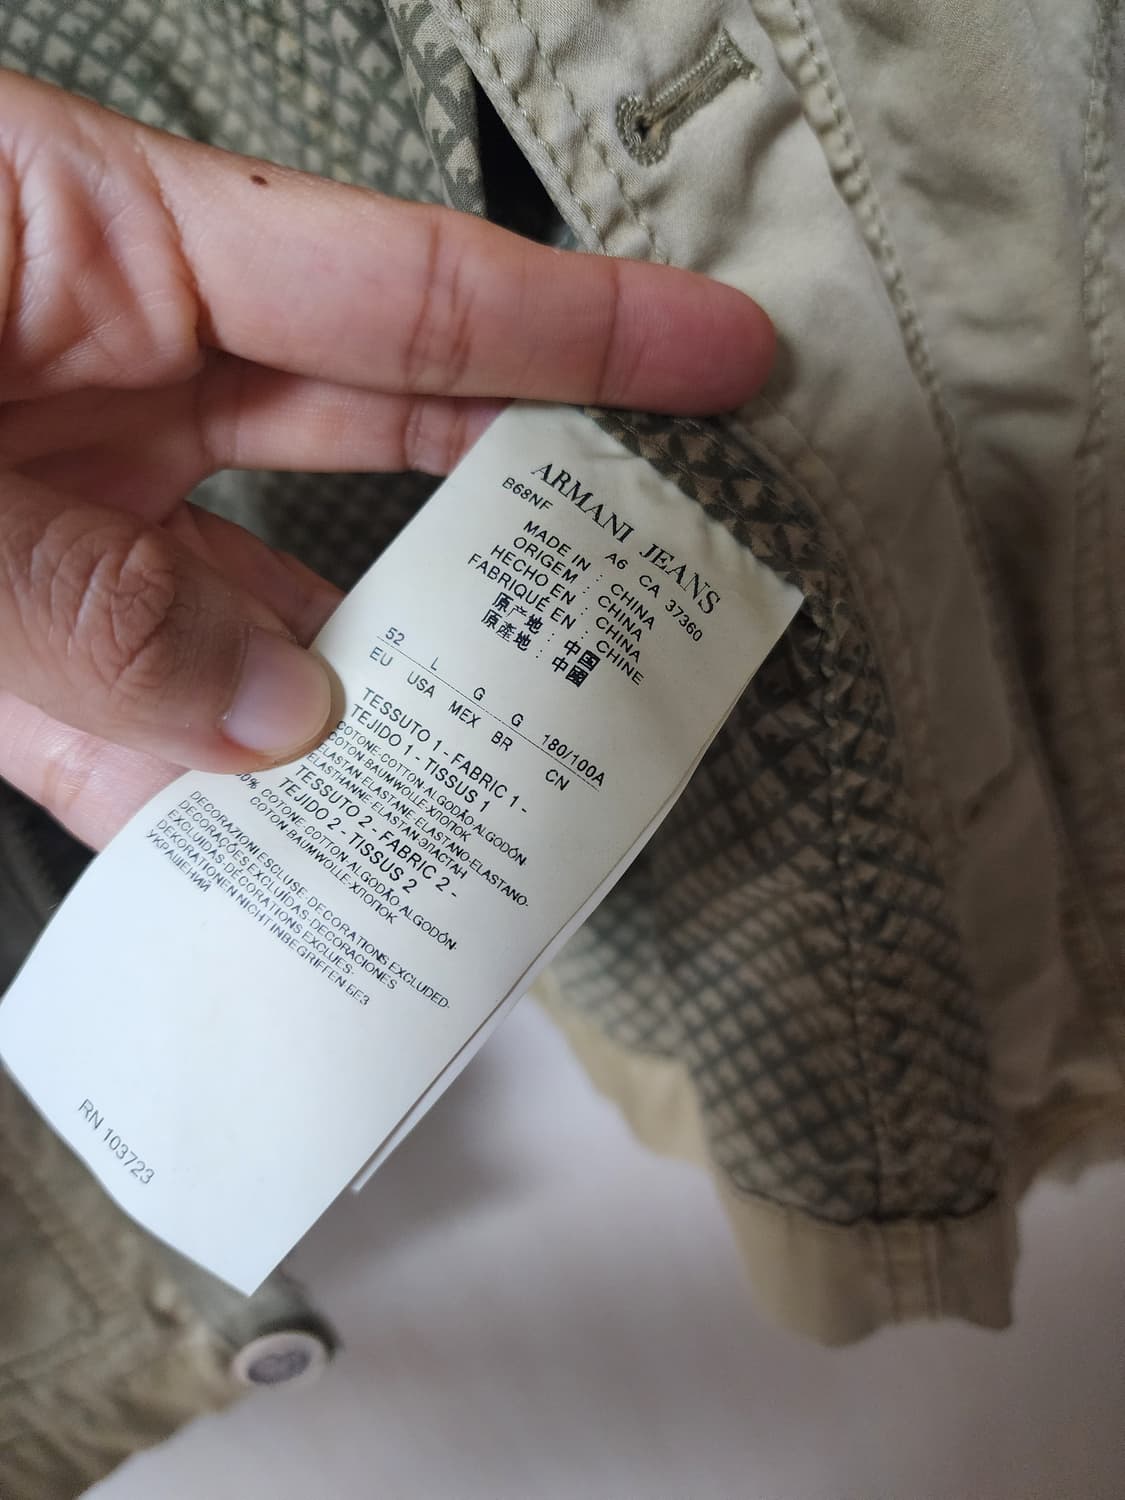 ARMANI JEANS
B68NF A6 CA 37360
MADE IN : CHINA
ORIGEM : CHINA
HECHO EN : CHINA
FABRIQUÉ EN : CHINE
原产地 : 中国
原產地 : 中國
52 L G G 180/100A
EU USA MEX BR CN
TESSUTO 1 - FABRIC 1 -
TEJIDO 1 - TISSUS 1
COTONE-COTTON-ALGODÃO-ALGODÓN-
COTON-BAUMWOLLE-ХЛОПОК
ELASTAN-ELASTANE-ELASTANO-ELASTANO-
ELASTHANNE-ELASTAN-ЭЛАСТАН
TESSUTO 2 - FABRIC 2 -
TEJIDO 2 - TISSUS 2
COTONE-COTTON-ALGODÃO ALGODÓN-
COTON-BAUMWOLLE-ХЛОПОК
DECORAZIONI ESCLUSE-DECORATIONS EXCLUDED-
DECORAÇÕES EXCLUÍDAS-DECORACIONES
EXCLUIDAS-DÉCORATIONS EXCLUES-
DEKORATIONEN NICHT INBEGRIFFEN БЕЗ
УКРАШЕНИЙ
RN 103723